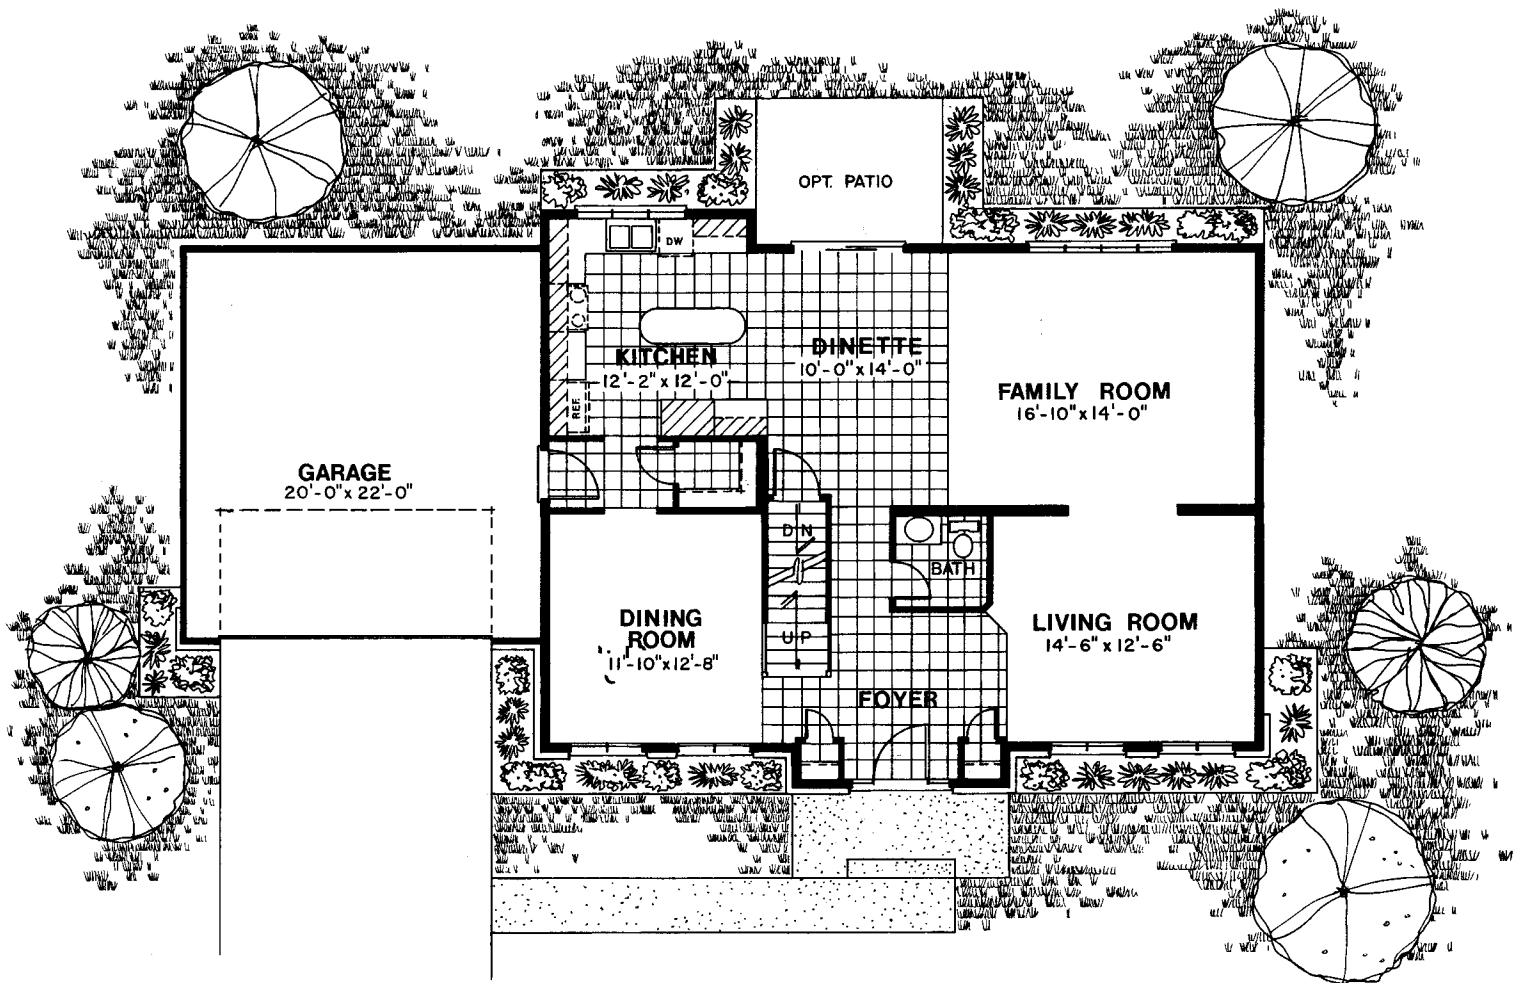 OPT. PATIO
DW
KITCHEN
12'-2" x 12'-0"
DINETTE
10'-0" x 14'-0"
REF.
FAMILY ROOM
16'-10" x 14'-0"
GARAGE
20'-0" x 22'-0"
DN
BATH
DINING
ROOM
11'-10" x 12'-8"
UP
LIVING ROOM
14'-6" x 12'-6"
FOYER